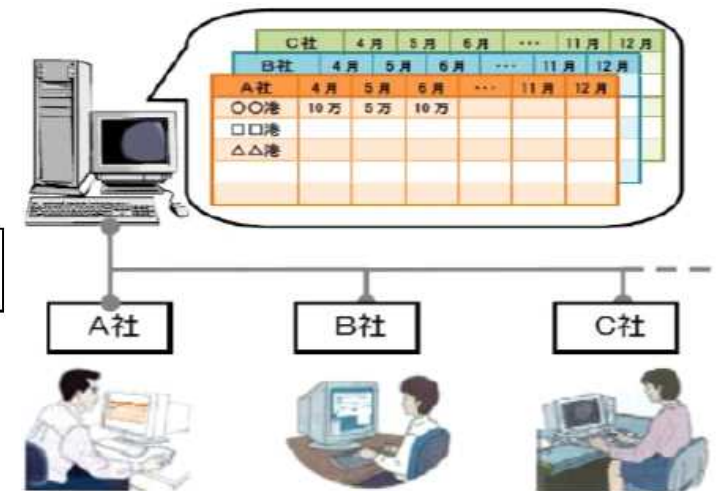 C社 4月 5月 6月 ・・・ 11月 12月
B社 4月 5月 6月 ・・・ 11月 12月
A社 4月 5月 6月 ・・・ 11月 12月
○○港 10万 5万 10万
□□港
△△港
A社
B社
C社